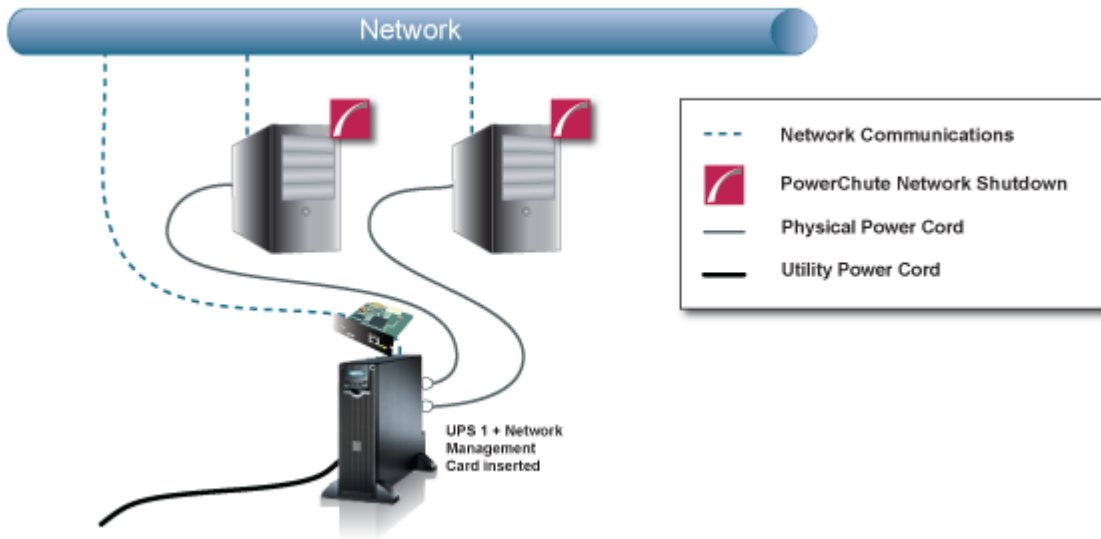 Network
Network Communications
PowerChute Network Shutdown
Physical Power Cord
Utility Power Cord
UPS 1 + Network
Management
Card inserted